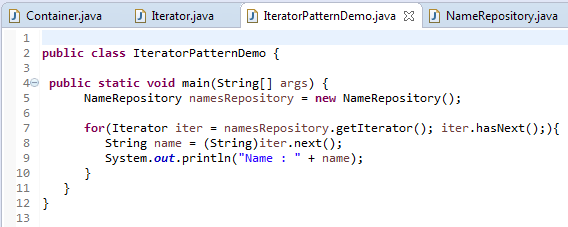 Container.java Iterator.java IteratorPatternDemo.java NameRepository.java
1
2 public class IteratorPatternDemo {
3
4 public static void main(String[] args) {
5 NameRepository namesRepository = new NameRepository();
6
7 for(Iterator iter = namesRepository.getIterator(); iter.hasNext();){
8 String name = (String)iter.next();
9 System.out.println("Name : " + name);
10 }
11 }
12 }
13